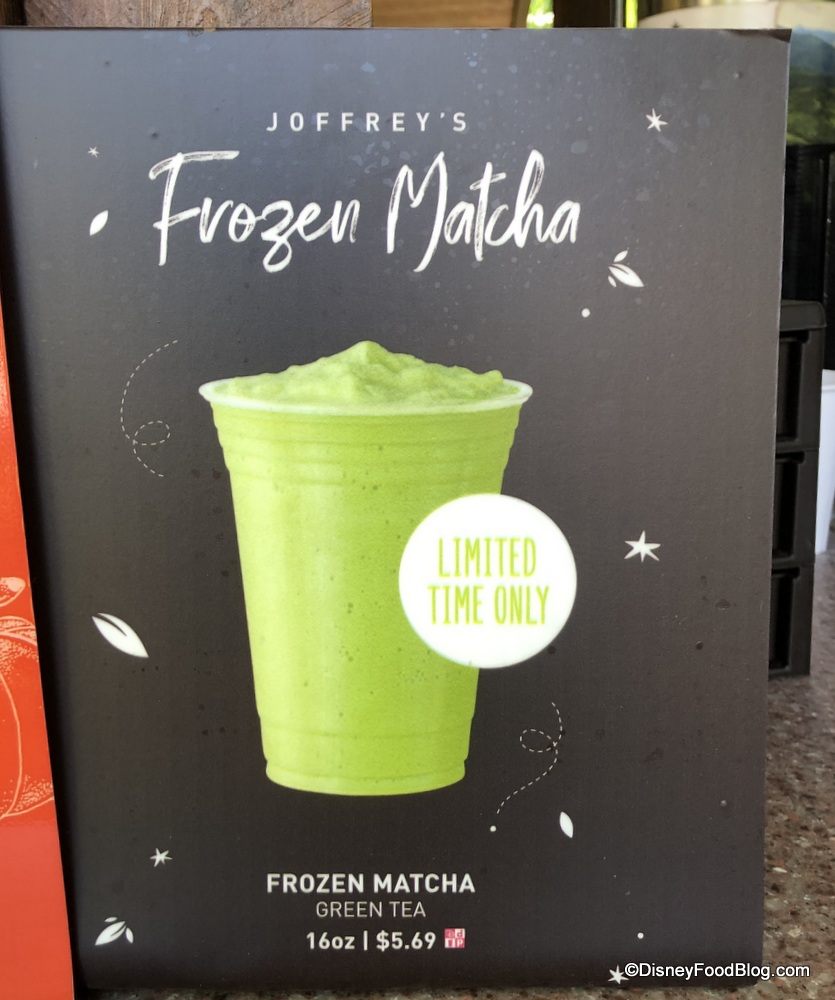 JOFFREY'S
Frozen Matcha
LIMITED
TIME ONLY
FROZEN MATCHA
GREEN TEA
16oz | $5.69
©DisneyFoodBlog.com